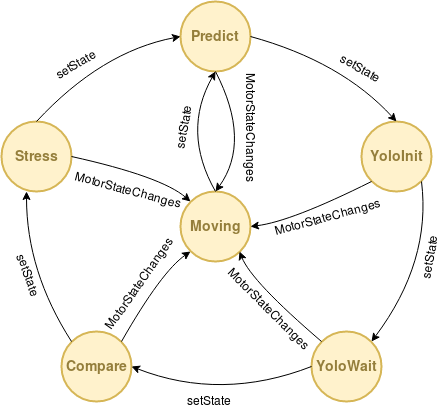 Predict
setState
setState
setState
MotorStateChanges
Stress
YoloInit
MotorStateChanges
MotorStateChanges
Moving
setState
setState
MotorStateChanges
MotorStateChanges
Compare
YoloWait
setState